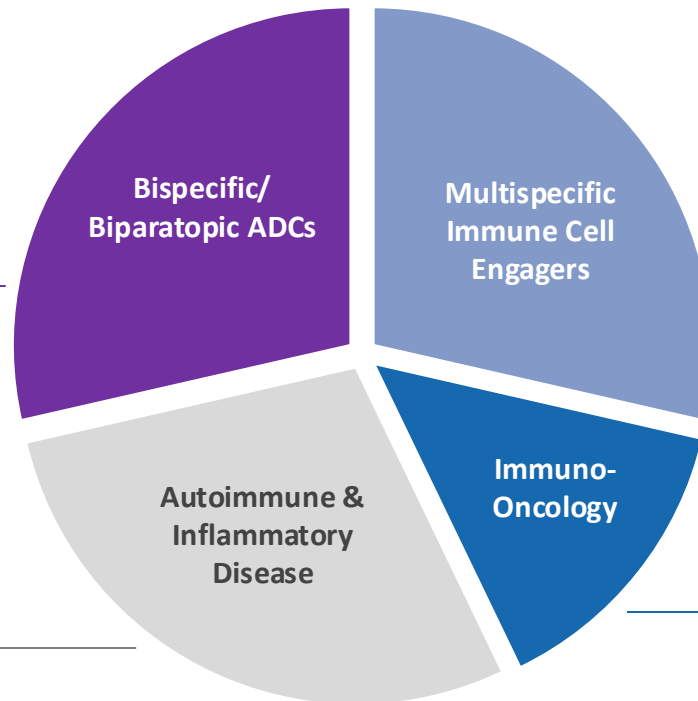 Bispecific/
Biparatopic ADCs
Multispecific
Immune Cell
Engagers
Immuno-
Oncology
Autoimmune &
Inflammatory
Disease